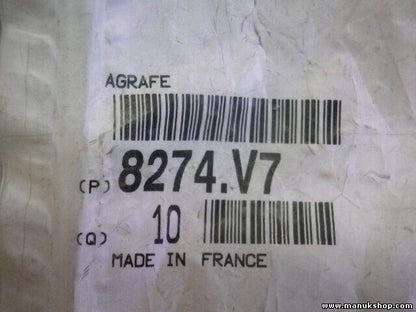 AGRAFE
(P) 8274.V7
(Q) 10
MADE IN FRANCE
www.manukshop.com